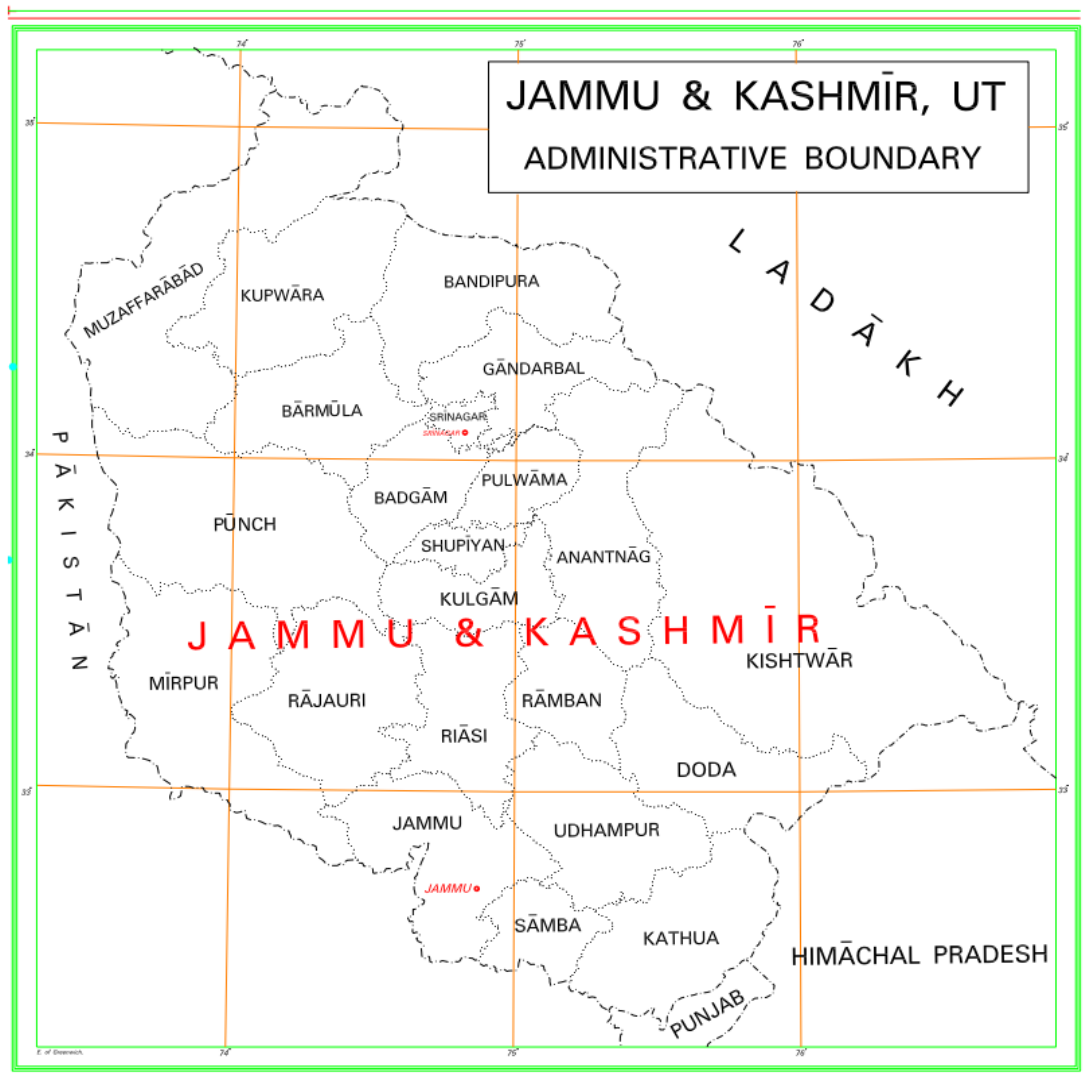 74°
75°
76°
JAMMU & KASHMĪR, UT
ADMINISTRATIVE BOUNDARY
35°
35°
LADĀKH
MUZAFFARĀBĀD
KUPWĀRA
BANDIPURA
GĀNDARBAL
BĀRMŪLA
SRINAGAR
SRINAGAR
PĀKISTĀN
34°
34°
PULWĀMA
BADGĀM
PŪNCH
SHUPĪYAN
ANANTNĀG
KULGĀM
JAMMU & KASHMĪR
KISHTWĀR
MĪRPUR
RĀJAURI
RĀMBAN
RIĀSI
DODA
33°
33°
JAMMU
UDHAMPUR
JAMMU
SĀMBA
KATHUA
HIMĀCHAL PRADESH
PUNJAB
E. of Greenwich.
74°
75°
76°